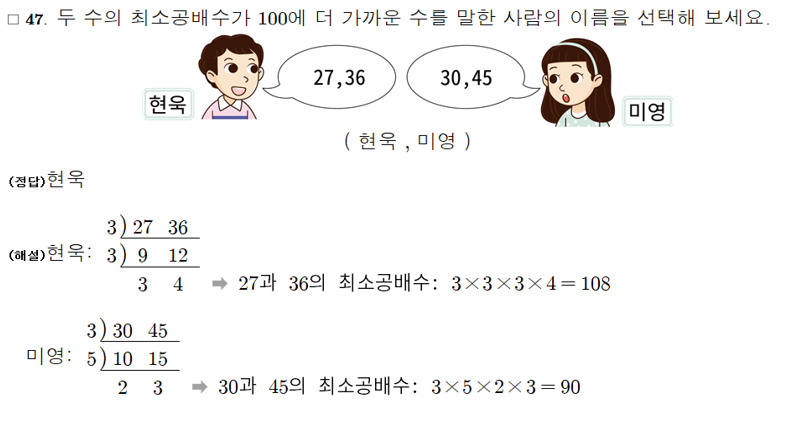 □ 47. 두 수의 최소공배수가 100에 더 가까운 수를 말한 사람의 이름을 선택해 보세요.
27,36
30,45
현욱
미영
( 현욱 , 미영 )
(정답)현욱
3) 27 36
(해설)현욱: 3) 9 12
3 4 ➡ 27과 36의 최소공배수: 3×3×3×4=108
3) 30 45
미영: 5) 10 15
2 3 ➡ 30과 45의 최소공배수: 3×5×2×3=90